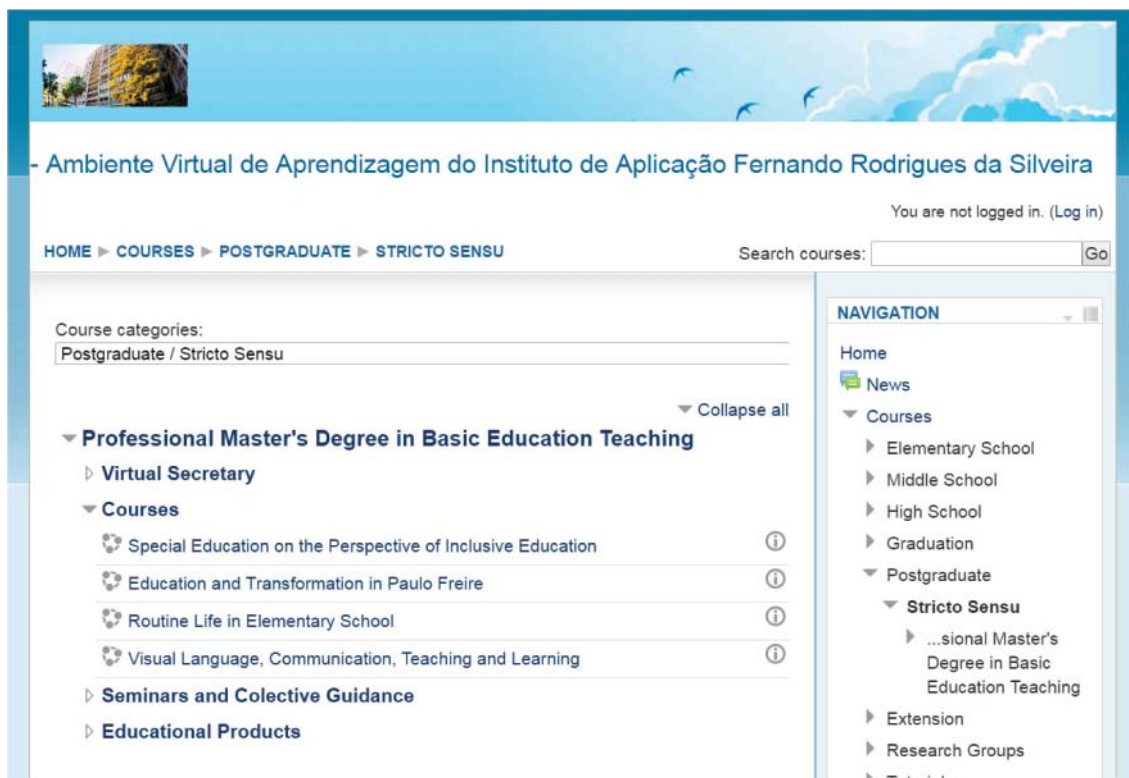 - Ambiente Virtual de Aprendizagem do Instituto de Aplicação Fernando Rodrigues da Silveira
You are not logged in. (Log in)
HOME ▶ COURSES ▶ POSTGRADUATE ▶ STRICTO SENSU
Search courses:
Go
Course categories:
Postgraduate / Stricto Sensu
Collapse all
Professional Master's Degree in Basic Education Teaching
Virtual Secretary
Courses
Special Education on the Perspective of Inclusive Education
Education and Transformation in Paulo Freire
Routine Life in Elementary School
Visual Language, Communication, Teaching and Learning
Seminars and Colective Guidance
Educational Products
NAVIGATION
Home
News
Courses
Elementary School
Middle School
High School
Graduation
Postgraduate
Stricto Sensu
...sional Master's
Degree in Basic
Education Teaching
Extension
Research Groups